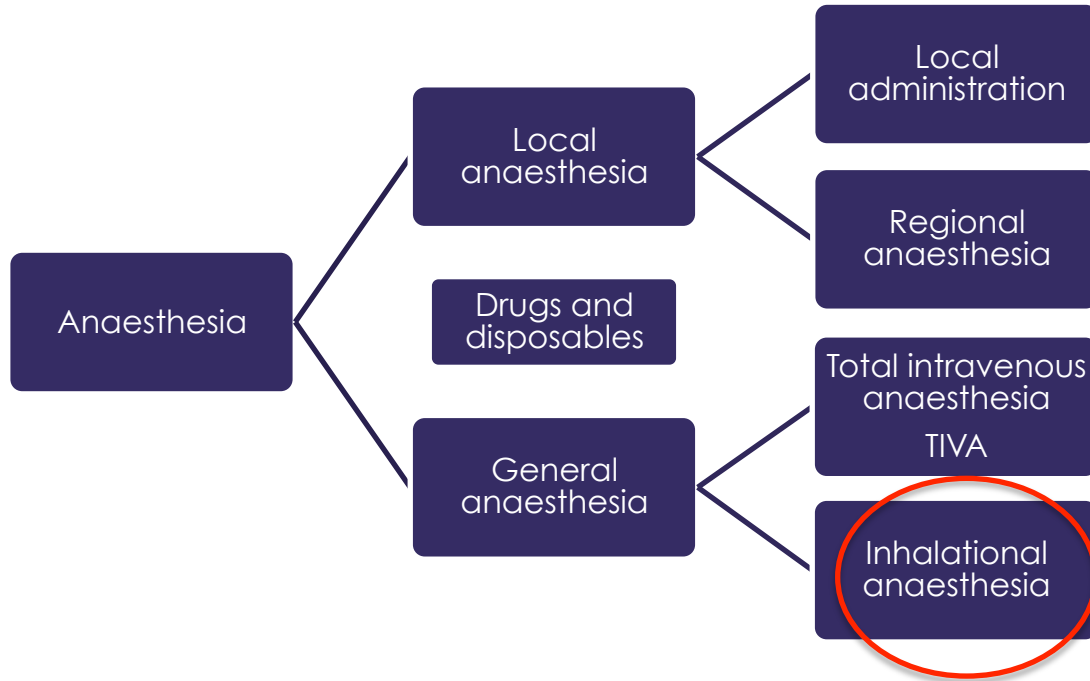 Anaesthesia
Local
anaesthesia
Drugs and
disposables
General
anaesthesia
Local
administration
Regional
anaesthesia
Total intravenous
anaesthesia
TIVA
Inhalational
anaesthesia